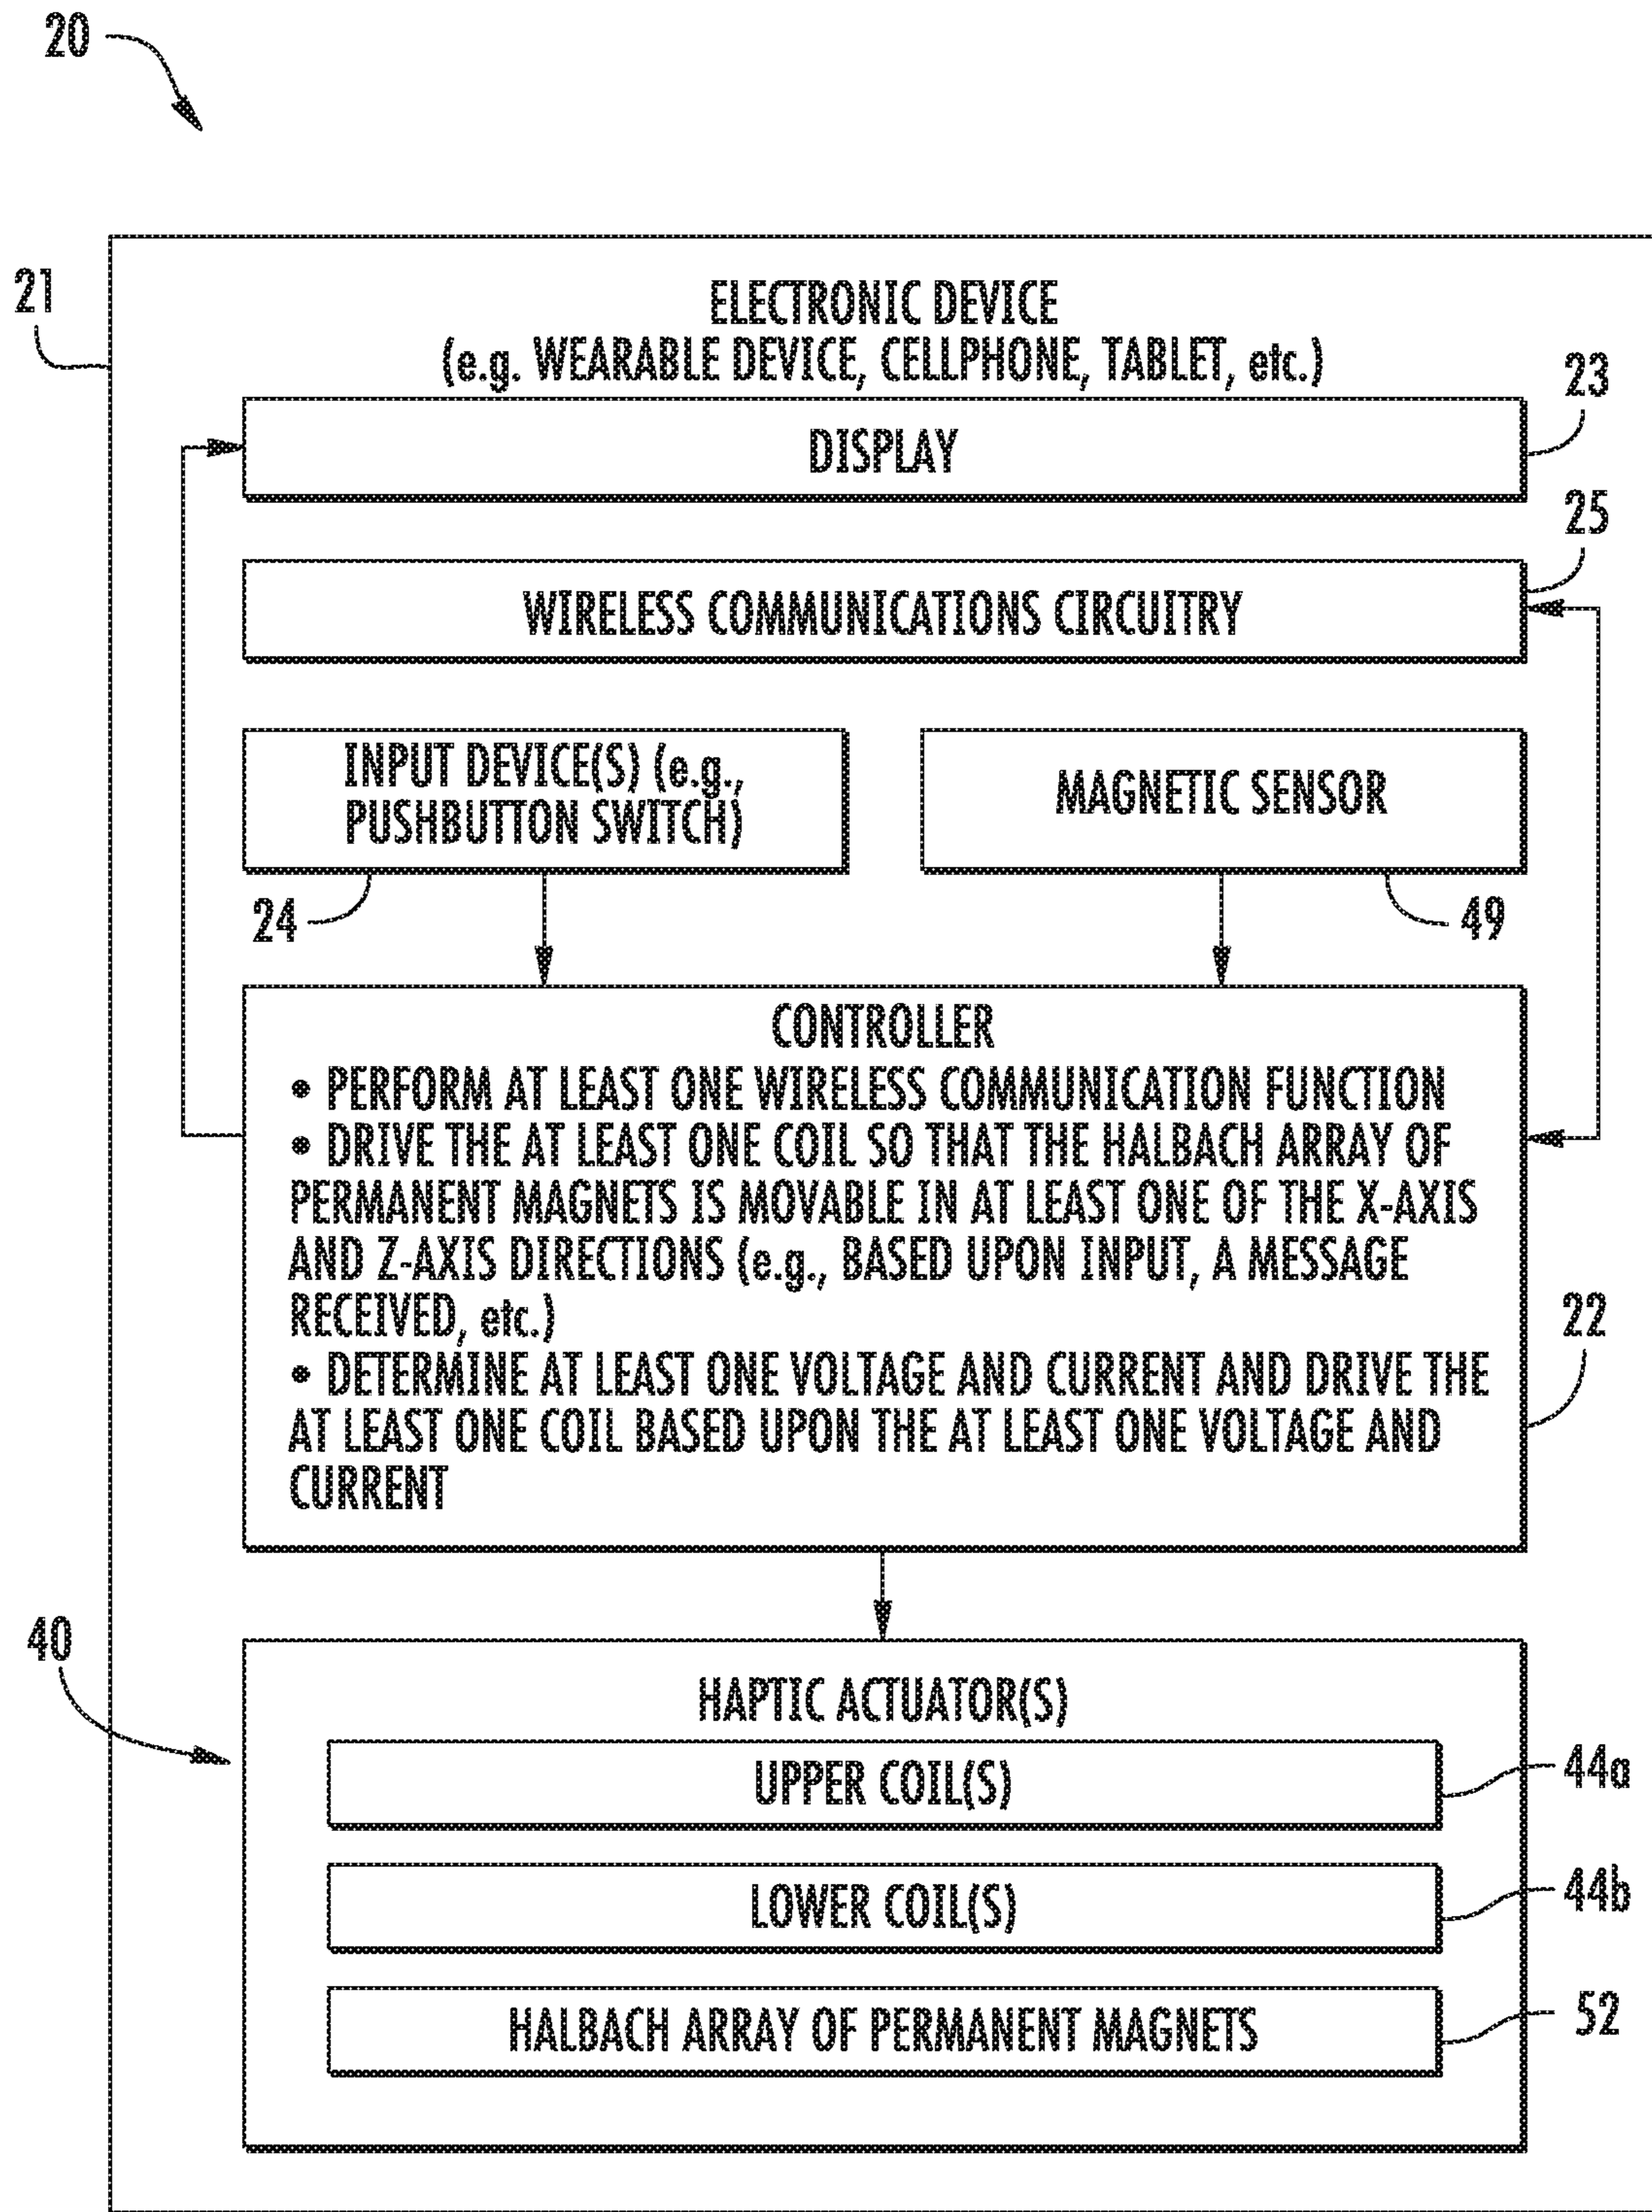 20
21
ELECTRONIC DEVICE
(e.g. WEARABLE DEVICE, CELLPHONE, TABLET, etc.)
23
DISPLAY
25
WIRELESS COMMUNICATIONS CIRCUITRY
INPUT DEVICE(S) (e.g.,
PUSHBUTTON SWITCH)
MAGNETIC SENSOR
24
49
CONTROLLER
• PERFORM AT LEAST ONE WIRELESS COMMUNICATION FUNCTION
• DRIVE THE AT LEAST ONE COIL SO THAT THE HALBACH ARRAY OF
PERMANENT MAGNETS IS MOVABLE IN AT LEAST ONE OF THE X-AXIS
AND Z-AXIS DIRECTIONS (e.g., BASED UPON INPUT, A MESSAGE
RECEIVED, etc.)
• DETERMINE AT LEAST ONE VOLTAGE AND CURRENT AND DRIVE THE
AT LEAST ONE COIL BASED UPON THE AT LEAST ONE VOLTAGE AND
CURRENT
22
40
HAPTIC ACTUATOR(S)
UPPER COIL(S)
44a
LOWER COIL(S)
44b
HALBACH ARRAY OF PERMANENT MAGNETS
52